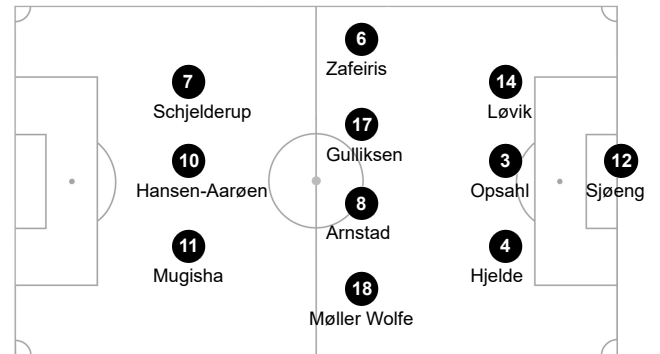 6
Zafeiris
7
Schjelderup
14
Løvik
17
Gulliksen
10
Hansen-Aarøen
3
Opsahl
12
Sjøeng
8
Arnstad
11
Mugisha
4
Hjelde
18
Møller Wolfe